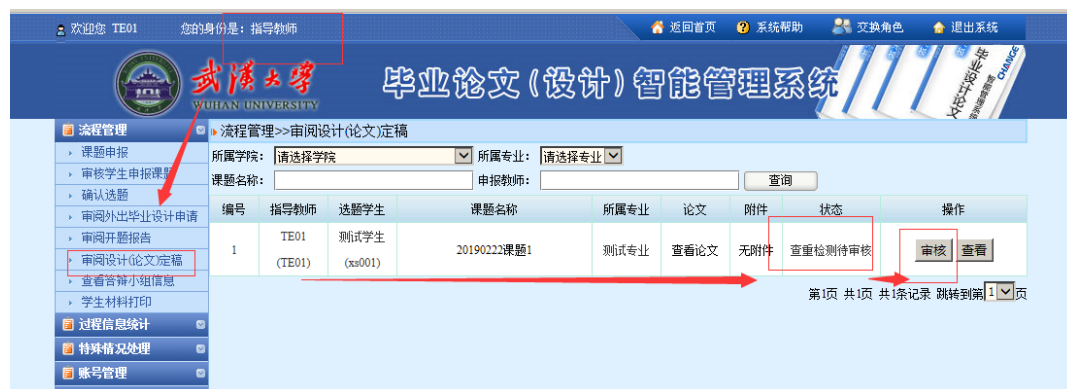 欢迎您 TE01 您的身份是：指导教师 返回首页 系统帮助 交换角色 退出系统
武汉大学
WUHAN UNIVERSITY
毕业论文(设计)智能管理系统
流程管理
课题申报
审核学生申报课题
确认选题
审阅外出毕业设计申请
审阅开题报告
审阅设计(论文)定稿
查看答辩小组信息
学生材料打印
过程信息统计
特殊情况处理
账号管理
流程管理>>审阅设计(论文)定稿
所属学院： 请选择学院 所属专业： 请选择专业
课题名称： 申报教师： 查询
编号 指导教师 选题学生 课题名称 所属专业 论文 附件 状态 操作
1 TE01 测试学生 20190222课题1 测试专业 查看论文 无附件 查重检测待审核 审核 查看
(TE01) (xs001)
第1页 共1页 共1条记录 跳转到第 1 页